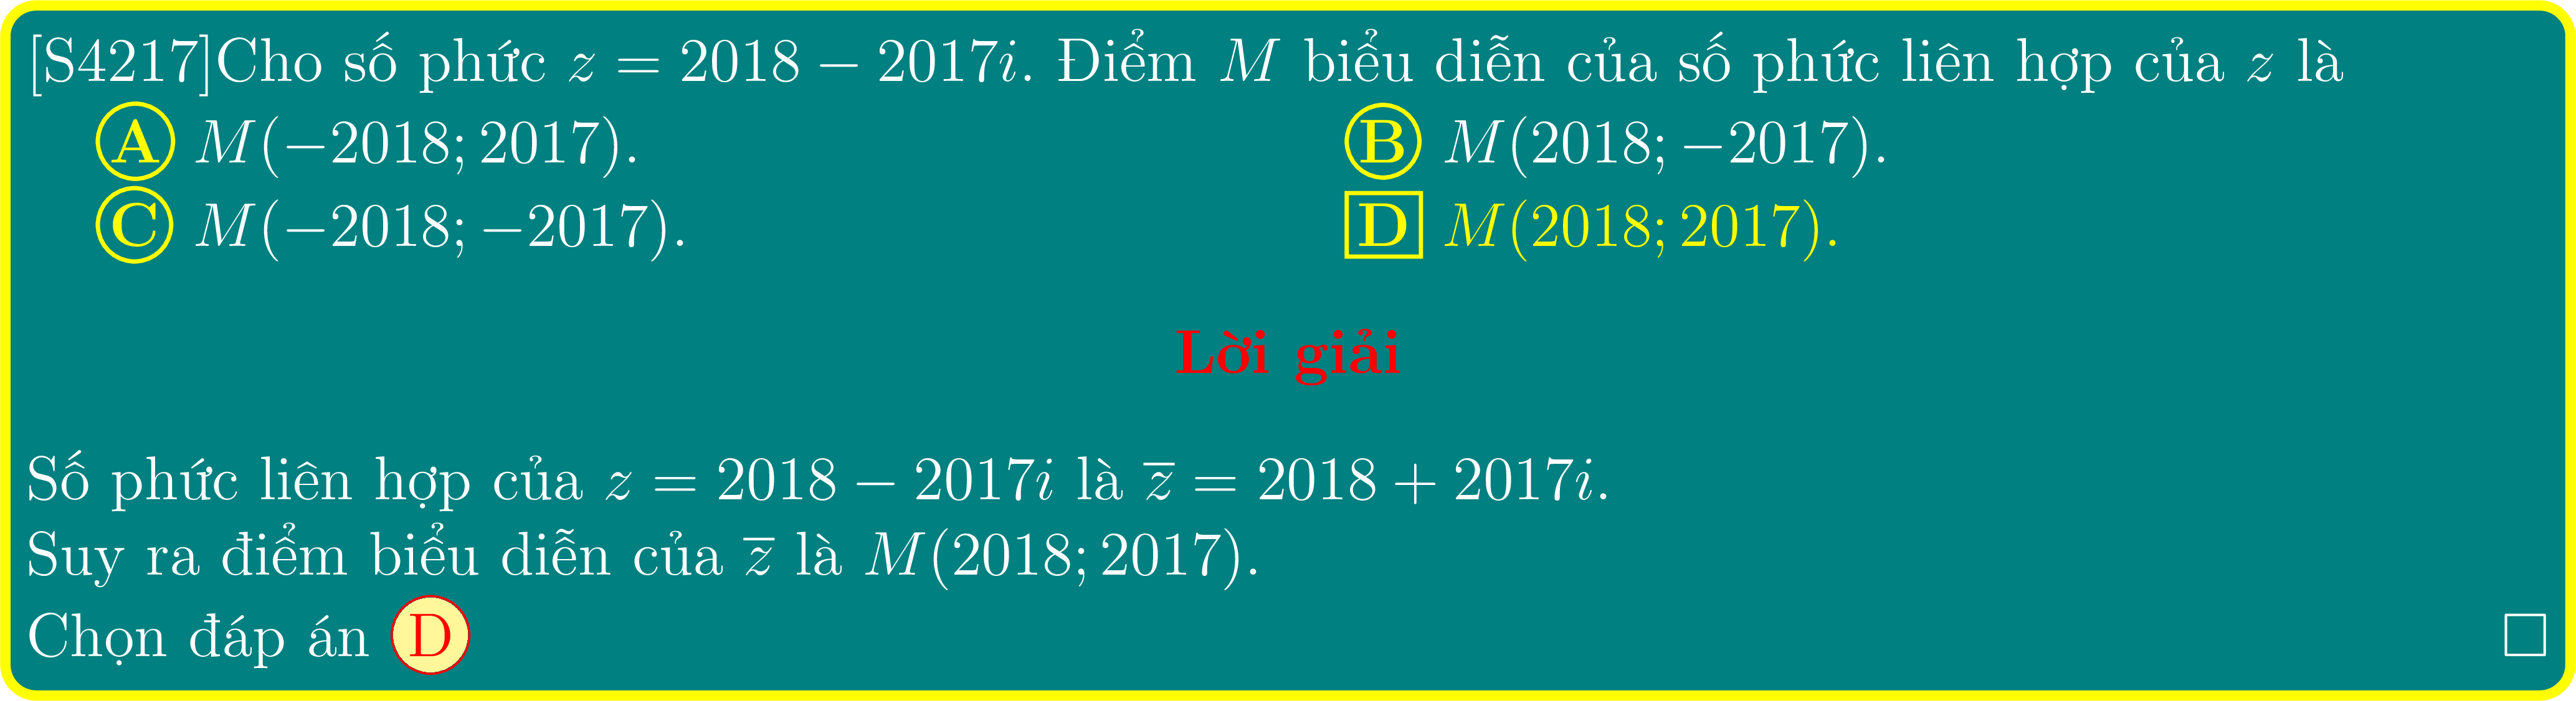 [S4217]Cho số phức z = 2018 − 2017i. Điểm M biểu diễn của số phức liên hợp của z là
A M(−2018; 2017). B M(2018; −2017).
C M(−2018; −2017). D M(2018; 2017).
Lời giải
Số phức liên hợp của z = 2018 − 2017i là z̅ = 2018 + 2017i.
Suy ra điểm biểu diễn của z̅ là M(2018; 2017).
Chọn đáp án D □